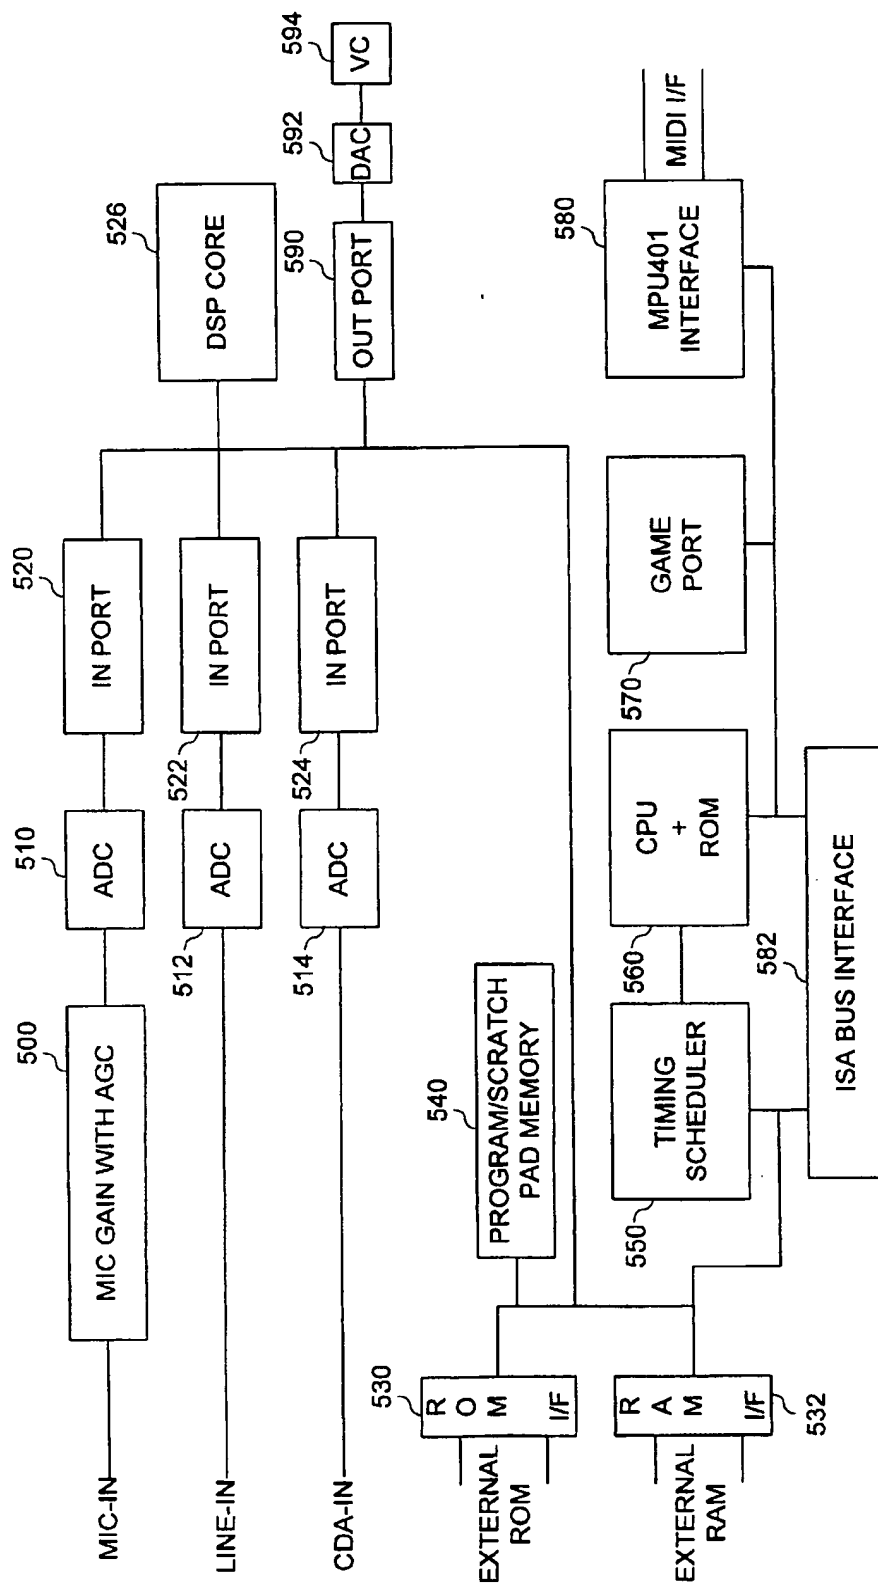 MIC-IN
500
MIC GAIN WITH AGC
510
ADC
520
IN PORT
LINE-IN
512
ADC
522
IN PORT
526
DSP CORE
CDA-IN
514
ADC
524
IN PORT
590
OUT PORT
592
DAC
594
VC
540
PROGRAM/SCRATCH
PAD MEMORY
EXTERNAL
ROM
530
R
O
M
I/F
EXTERNAL
RAM
R
A
M
I/F
532
550
TIMING
SCHEDULER
560
CPU
+
ROM
570
GAME
PORT
580
MPU401
INTERFACE
MIDI I/F
582
ISA BUS INTERFACE